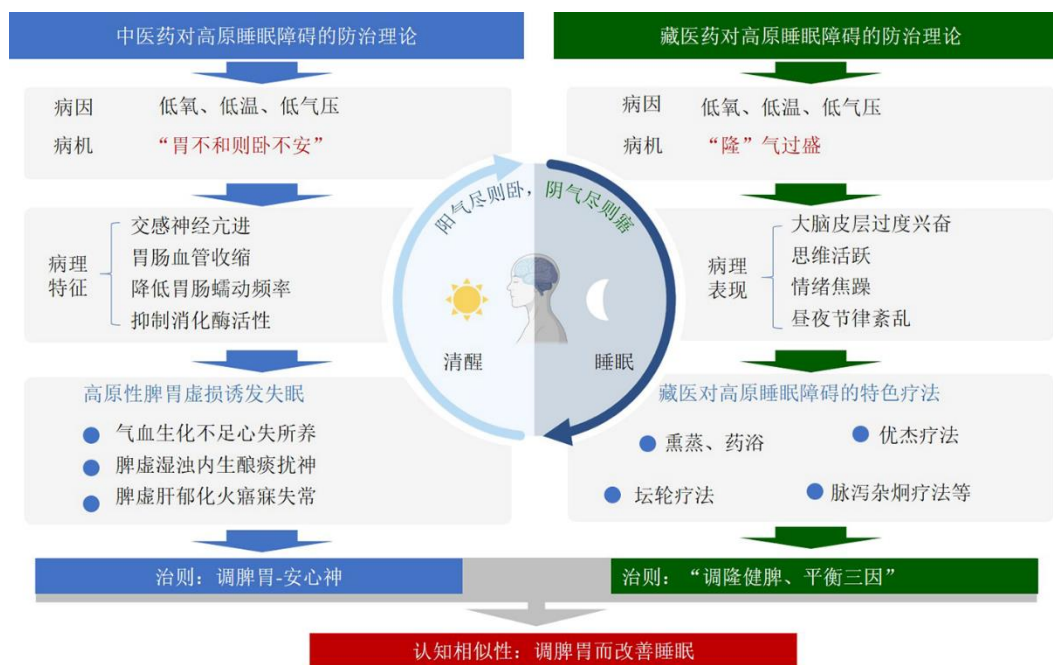 中医药对高原睡眠障碍的防治理论
病因 低氧、低温、低气压
病机 “胃不和则卧不安”
病理
特征
交感神经亢进
胃肠血管收缩
降低胃肠蠕动频率
抑制消化酶活性
高原性脾胃虚损诱发失眠
气血生化不足心失所养
脾虚湿浊内生酿痰扰神
脾虚肝郁化火寤寐失常
治则：调脾胃-安心神
阳气尽则卧，阴气尽则寤
清醒
睡眠
藏医药对高原睡眠障碍的防治理论
病因 低氧、低温、低气压
病机 “隆”气过盛
病理
表现
大脑皮层过度兴奋
思维活跃
情绪焦躁
昼夜节律紊乱
藏医对高原睡眠障碍的特色疗法
熏蒸、药浴
优杰疗法
坛轮疗法
脉泻杂炯疗法等
治则：“调隆健脾、平衡三因”
认知相似性：调脾胃而改善睡眠